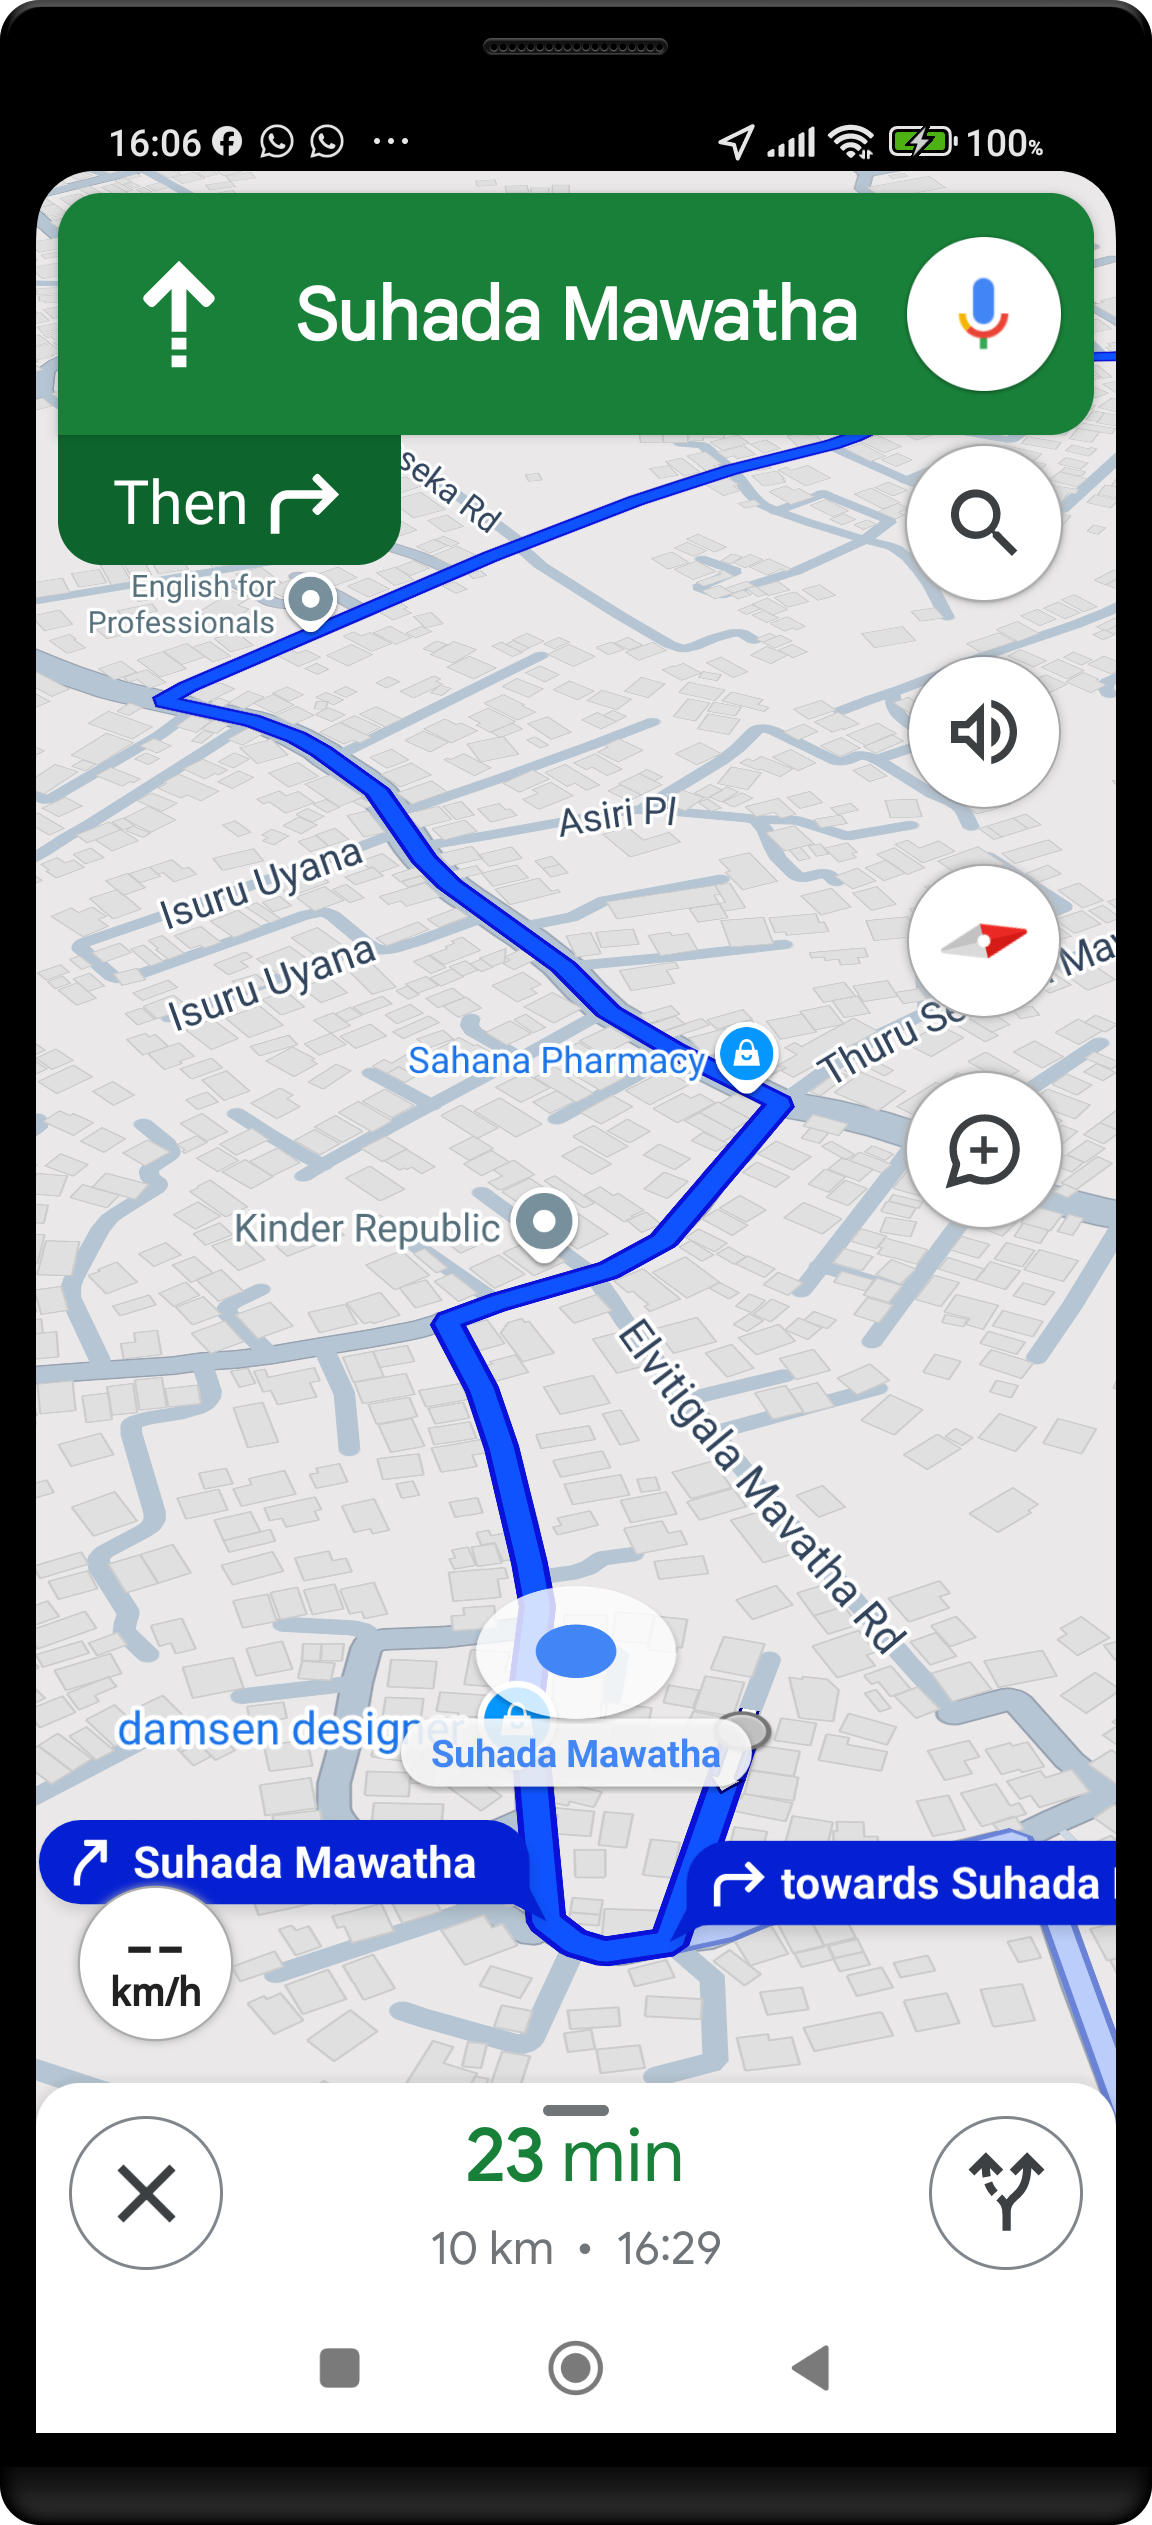 16:06 ... 100%
Suhada Mawatha
Then
seka Rd
English for
Professionals
Asiri Pl
Isuru Uyana
Isuru Uyana
Sahana Pharmacy
Thuru Se
Kinder Republic
Elvitigala Mavatha Rd
damsen designer
Suhada Mawatha
Suhada Mawatha
towards Suhada
--
km/h
23 min
10 km • 16:29